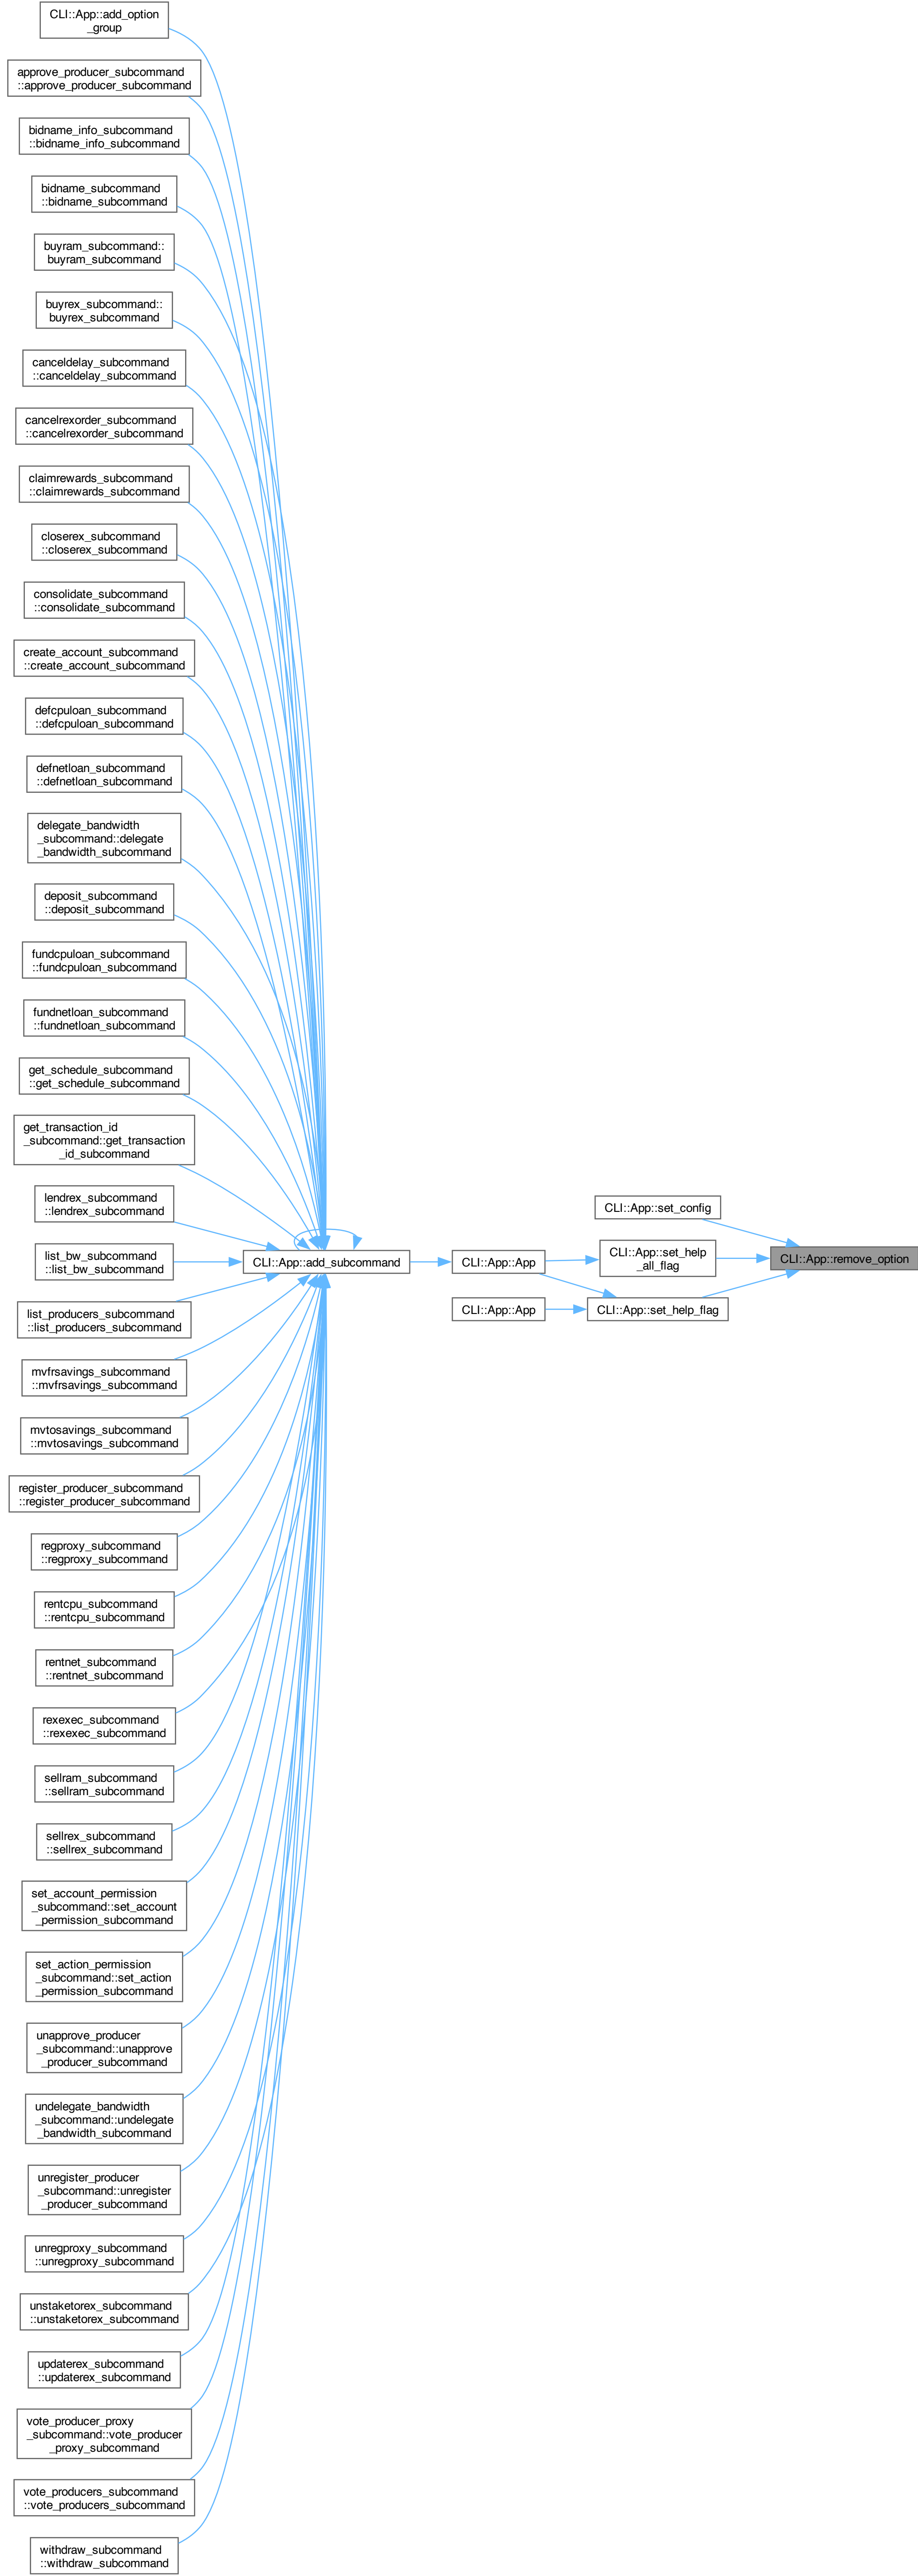 CLI::App::add_option
_group
approve_producer_subcommand
::approve_producer_subcommand
bidname_info_subcommand
::bidname_info_subcommand
bidname_subcommand
::bidname_subcommand
buyram_subcommand::
buyram_subcommand
buyrex_subcommand::
buyrex_subcommand
canceldelay_subcommand
::canceldelay_subcommand
cancelrexorder_subcommand
::cancelrexorder_subcommand
claimrewards_subcommand
::claimrewards_subcommand
closerex_subcommand
::closerex_subcommand
consolidate_subcommand
::consolidate_subcommand
create_account_subcommand
::create_account_subcommand
defcpuloan_subcommand
::defcpuloan_subcommand
defnetloan_subcommand
::defnetloan_subcommand
delegate_bandwidth
_subcommand::delegate
_bandwidth_subcommand
deposit_subcommand
::deposit_subcommand
fundcpuloan_subcommand
::fundcpuloan_subcommand
fundnetloan_subcommand
::fundnetloan_subcommand
get_schedule_subcommand
::get_schedule_subcommand
get_transaction_id
_subcommand::get_transaction
_id_subcommand
lendrex_subcommand
::lendrex_subcommand
list_bw_subcommand
::list_bw_subcommand
list_producers_subcommand
::list_producers_subcommand
mvfrsavings_subcommand
::mvfrsavings_subcommand
mvtosavings_subcommand
::mvtosavings_subcommand
register_producer_subcommand
::register_producer_subcommand
regproxy_subcommand
::regproxy_subcommand
rentcpu_subcommand
::rentcpu_subcommand
rentnet_subcommand
::rentnet_subcommand
rexexec_subcommand
::rexexec_subcommand
sellram_subcommand
::sellram_subcommand
sellrex_subcommand
::sellrex_subcommand
set_account_permission
_subcommand::set_account
_permission_subcommand
set_action_permission
_subcommand::set_action
_permission_subcommand
unapprove_producer
_subcommand::unapprove
_producer_subcommand
undelegate_bandwidth
_subcommand::undelegate
_bandwidth_subcommand
unregister_producer
_subcommand::unregister
_producer_subcommand
unregproxy_subcommand
::unregproxy_subcommand
unstaketorex_subcommand
::unstaketorex_subcommand
updaterex_subcommand
::updaterex_subcommand
vote_producer_proxy
_subcommand::vote_producer
_proxy_subcommand
vote_producers_subcommand
::vote_producers_subcommand
withdraw_subcommand
::withdraw_subcommand
CLI::App::add_subcommand
CLI::App::App
CLI::App::App
CLI::App::set_config
CLI::App::set_help
_all_flag
CLI::App::set_help_flag
CLI::App::remove_option